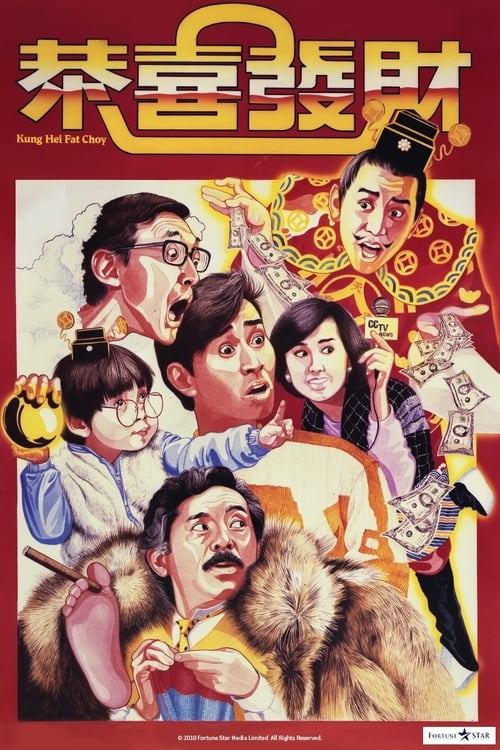 恭喜發財
Kung Hei Fat Choy
CCTV
NEWS
© 2010 Fortune Star Media Limited All Rights Reserved.
FORTUNE STAR